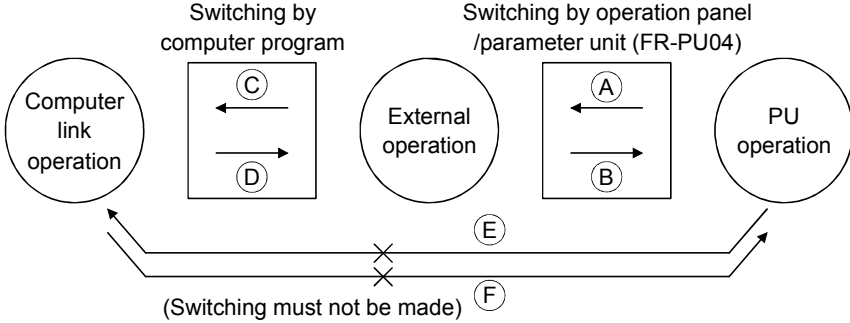 Switching by
computer program
Switching by operation panel
/parameter unit (FR-PU04)
Computer
link
operation
C
D
External
operation
A
B
PU
operation
E
F
(Switching must not be made)